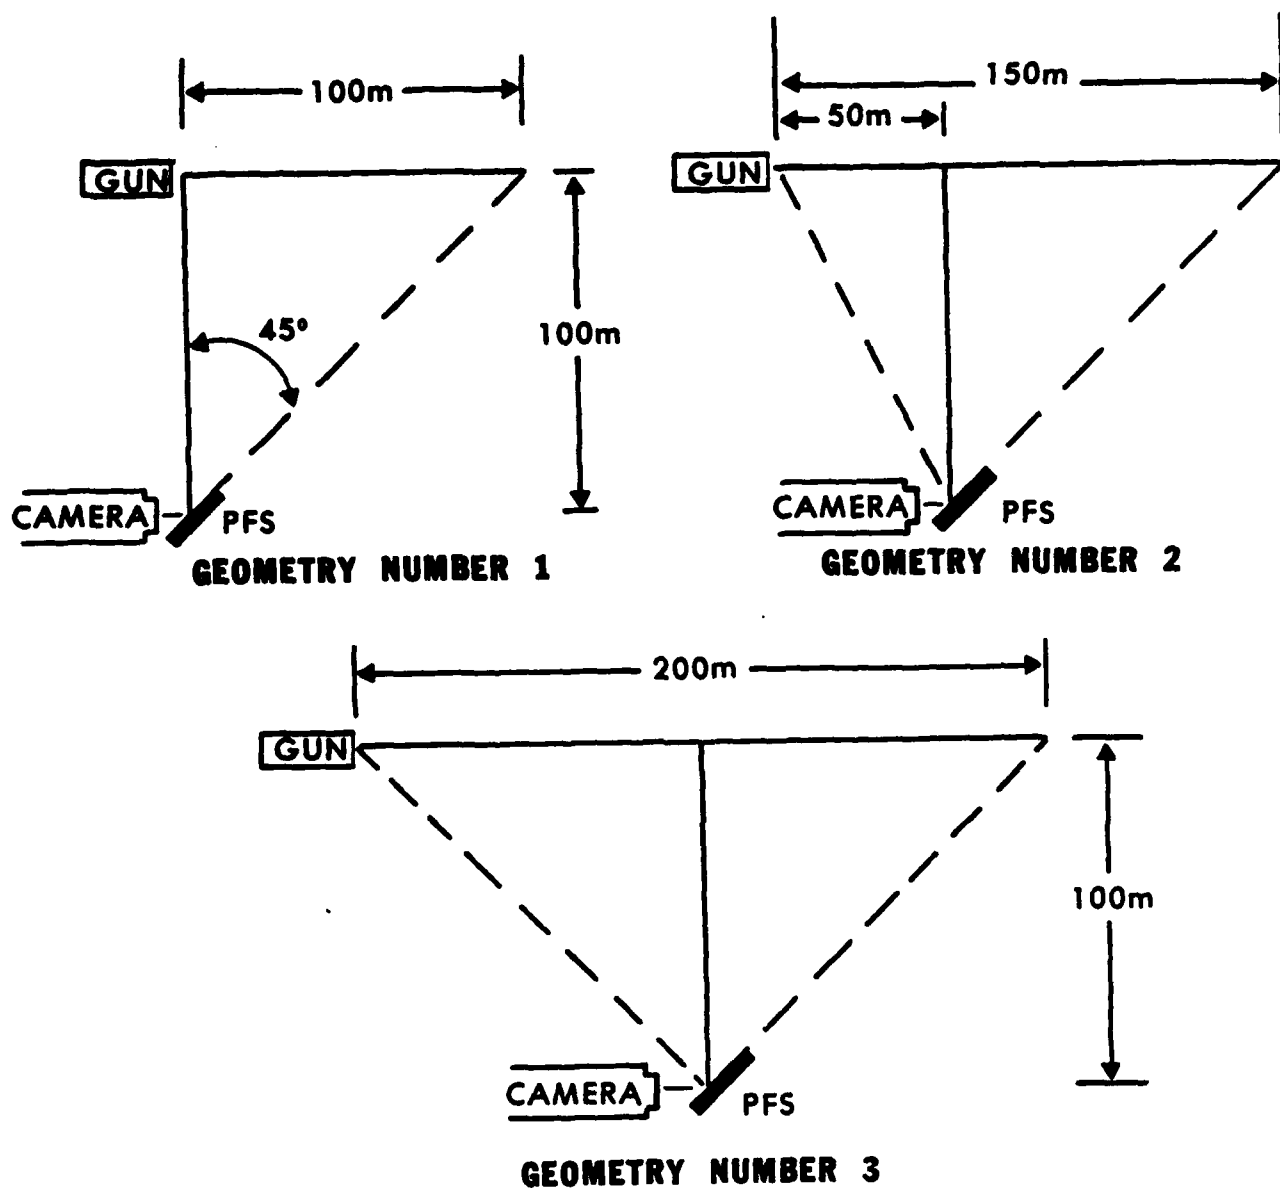 100m
GUN
45°
100m
CAMERA
PFS
GEOMETRY NUMBER 1
150m
50m
GUN
CAMERA
PFS
GEOMETRY NUMBER 2
200m
GUN
100m
CAMERA
PFS
GEOMETRY NUMBER 3